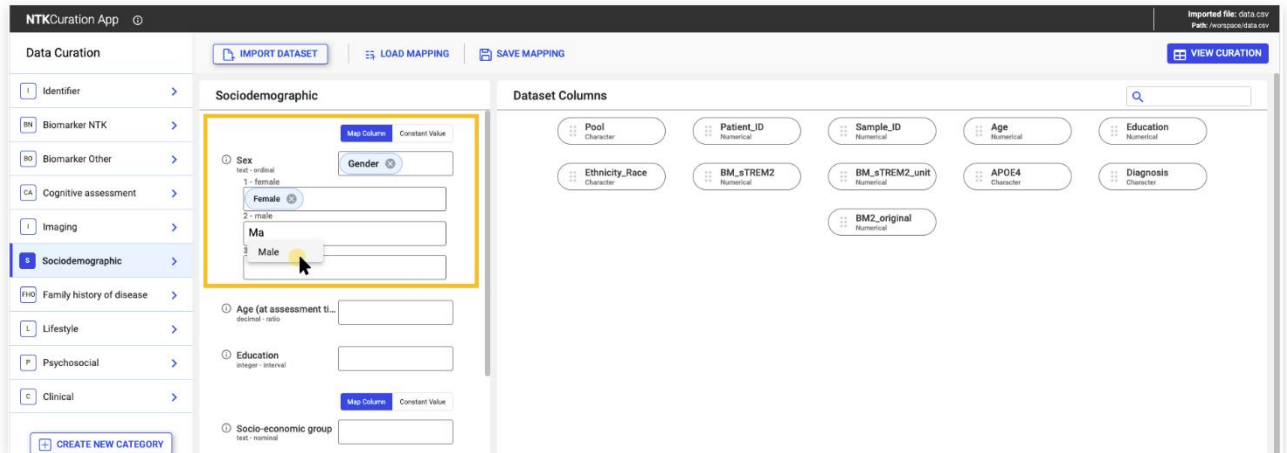 NTKCuration App
Imported file: data.csv
Path: /worspace/data.csv
Data Curation
IMPORT DATASET
LOAD MAPPING
SAVE MAPPING
VIEW CURATION
I Identifier
BN Biomarker NTK
BO Biomarker Other
CA Cognitive assessment
I Imaging
S Sociodemographic
FHO Family history of disease
L Lifestyle
P Psychosocial
C Clinical
CREATE NEW CATEGORY
Sociodemographic
Map Column Constant Value
Sex
text - ordinal
Gender
1 - female
Female
2 - male
Ma
3
Male
Age (at assessment ti...
decimal - ratio
Education
integer - interval
Map Column Constant Value
Socio-economic group
text - nominal
Dataset Columns
Pool
Character
Patient_ID
Numerical
Sample_ID
Numerical
Age
Numerical
Education
Numerical
Ethnicity_Race
Character
BM_sTREM2
Numerical
BM_sTREM2_unit
Numerical
APOE4
Character
Diagnosis
Character
BM2_original
Numerical